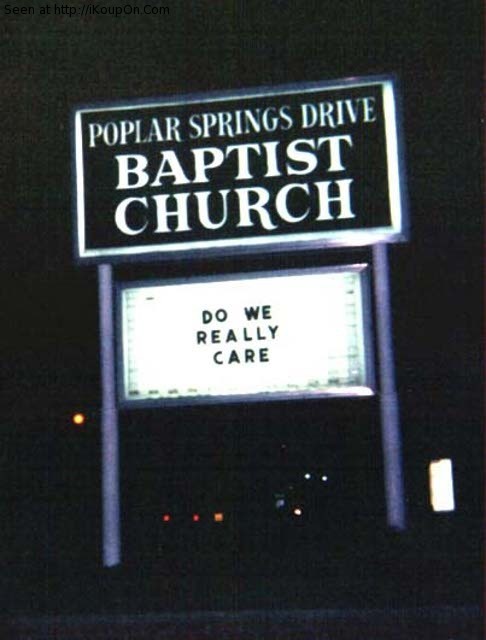 Seen at http://iKoupOn.Com
POPLAR SPRINGS DRIVE
BAPTIST
CHURCH
DO WE
REALLY
CARE